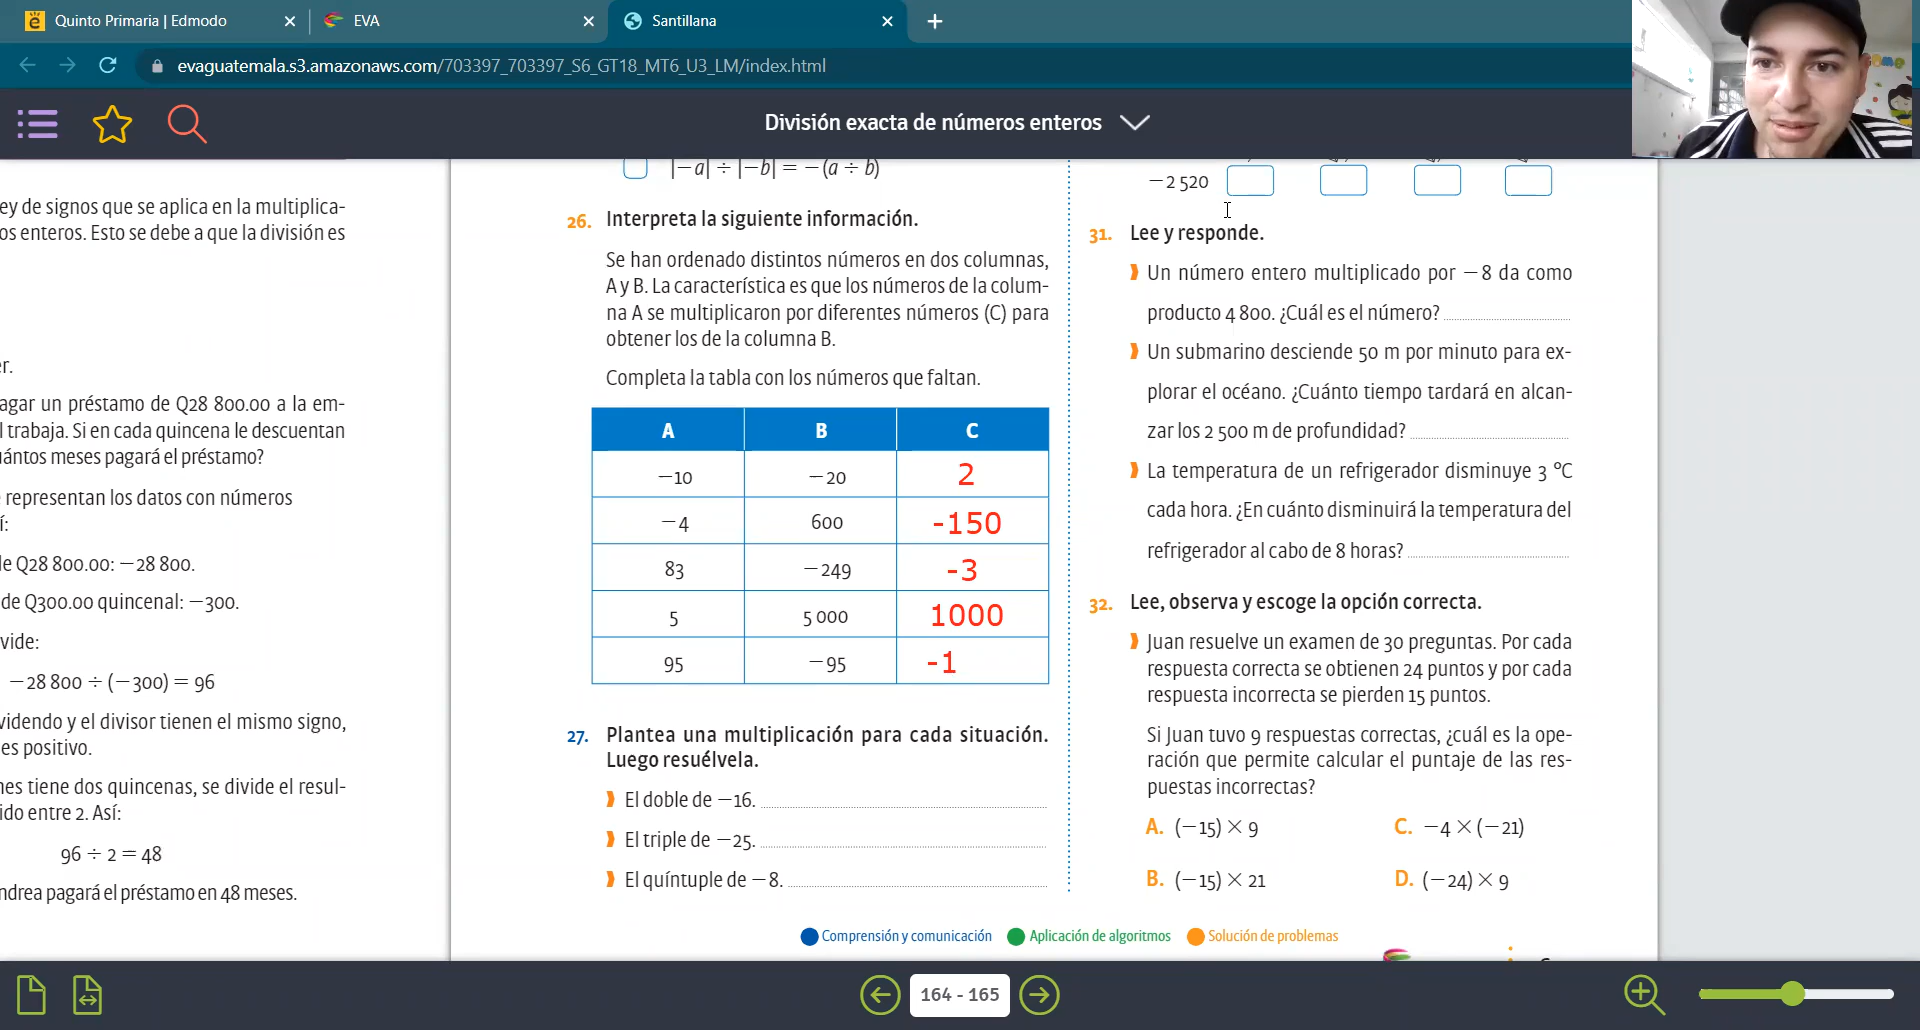 Quinto Primaria | Edmodo
EVA
Santillana
evaguatemala.s3.amazonaws.com/703397_703397_S6_GT18_MT6_U3_LM/index.html
División exacta de números enteros
ey de signos que se aplica en la multiplica-
os enteros. Esto se debe a que la división es
er.
agar un préstamo de Q28 800.00 a la em-
l trabaja. Si en cada quincena le descuentan
uántos meses pagará el préstamo?
representan los datos con números
í:
de Q28 800.00: −28 800.
de Q300.00 quincenal: −300.
vide:
−28 800 ÷ (−300) = 96
videndo y el divisor tienen el mismo signo,
es positivo.
nes tiene dos quincenas, se divide el resul-
ido entre 2. Así:
96 ÷ 2 = 48
ndrea pagará el préstamo en 48 meses.
|−a| ÷ |−b| = −(a ÷ b)
26. Interpreta la siguiente información.
Se han ordenado distintos números en dos columnas,
A y B. La característica es que los números de la colum-
na A se multiplicaron por diferentes números (C) para
obtener los de la columna B.
Completa la tabla con los números que faltan.
A B C
−10 −20 2
−4 600 -150
83 −249 -3
5 5 000 1000
95 −95 -1
27. Plantea una multiplicación para cada situación.
Luego resuélvela.
El doble de −16.
El triple de −25.
El quíntuple de −8.
−2 520
31. Lee y responde.
Un número entero multiplicado por −8 da como
producto 4 800. ¿Cuál es el número?
Un submarino desciende 50 m por minuto para ex-
plorar el océano. ¿Cuánto tiempo tardará en alcan-
zar los 2 500 m de profundidad?
La temperatura de un refrigerador disminuye 3 °C
cada hora. ¿En cuánto disminuirá la temperatura del
refrigerador al cabo de 8 horas?
32. Lee, observa y escoge la opción correcta.
Juan resuelve un examen de 30 preguntas. Por cada
respuesta correcta se obtienen 24 puntos y por cada
respuesta incorrecta se pierden 15 puntos.
Si Juan tuvo 9 respuestas correctas, ¿cuál es la ope-
ración que permite calcular el puntaje de las res-
puestas incorrectas?
A. (−15) × 9
C. −4 × (−21)
B. (−15) × 21
D. (−24) × 9
Comprensión y comunicación Aplicación de algoritmos Solución de problemas
164 - 165